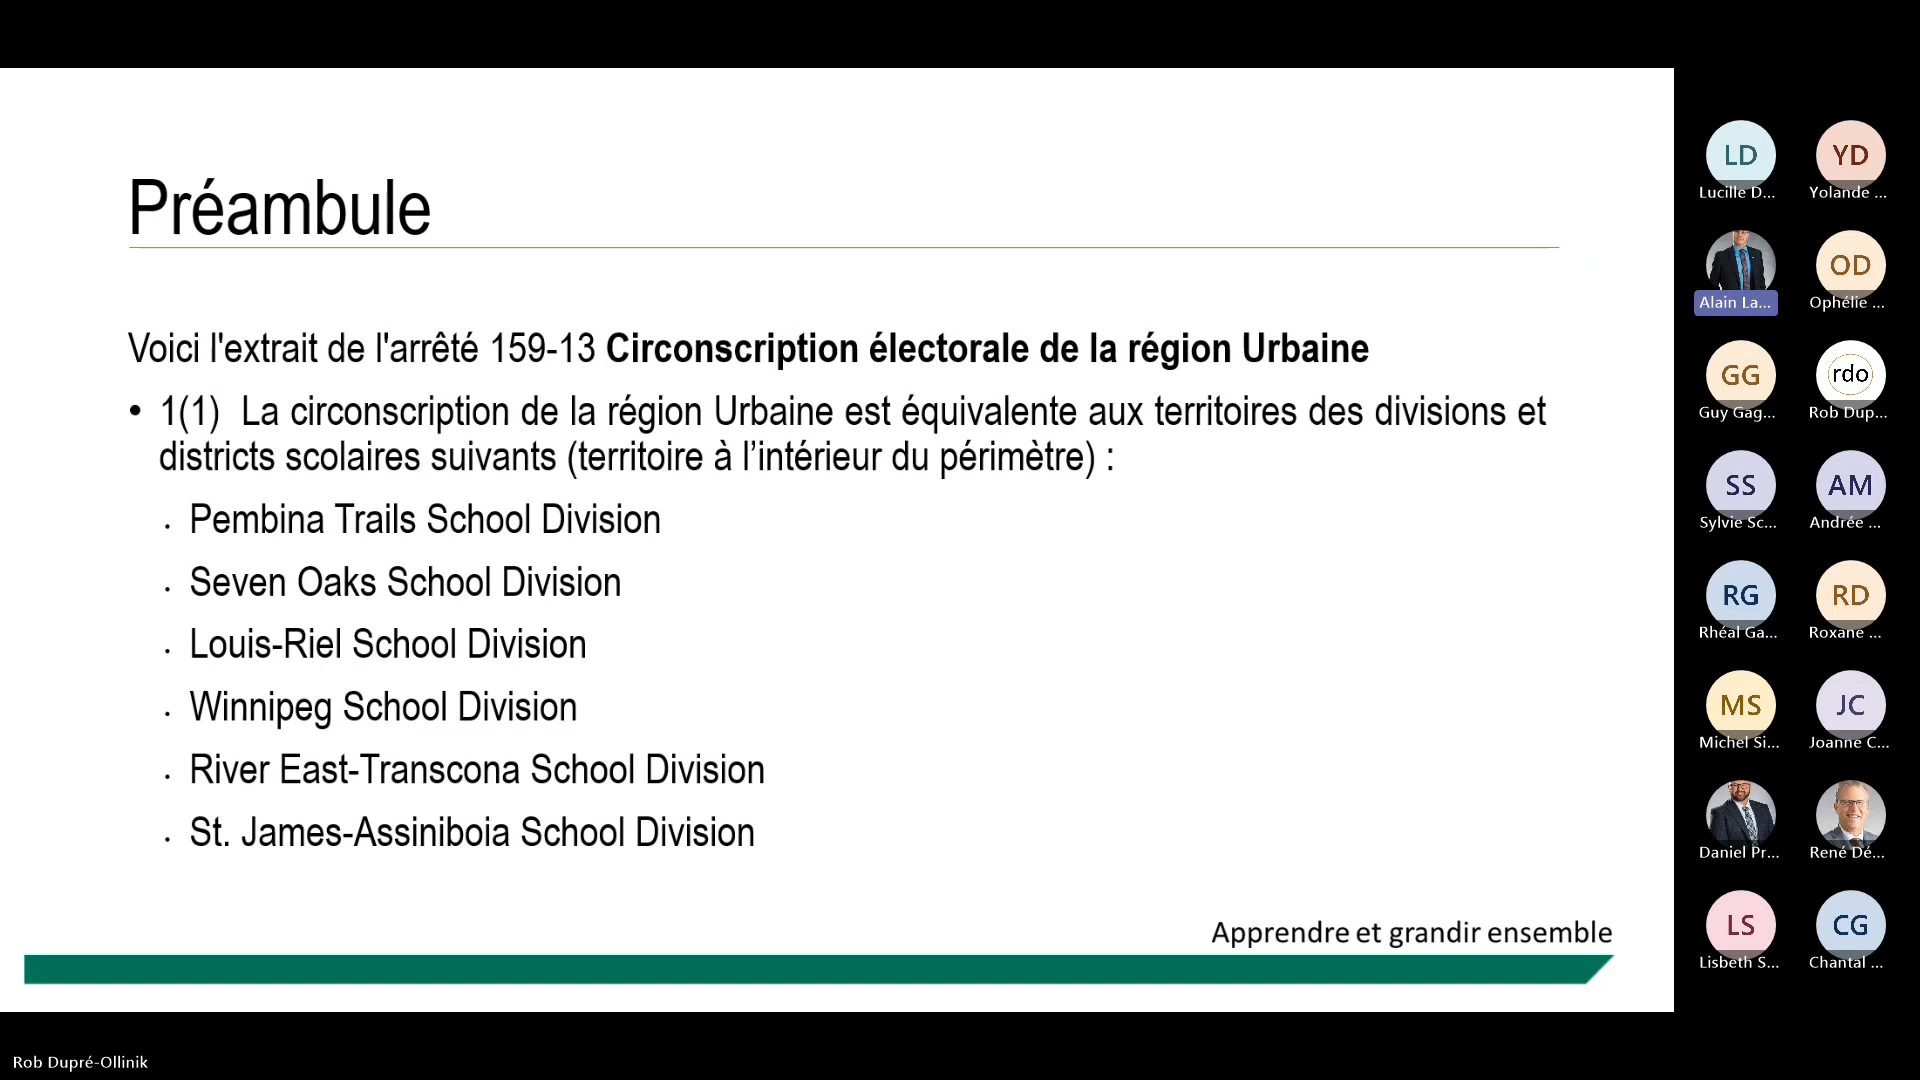 Préambule
Voici l'extrait de l'arrêté 159-13 Circonscription électorale de la région Urbaine
• 1(1) La circonscription de la région Urbaine est équivalente aux territoires des divisions et
districts scolaires suivants (territoire à l’intérieur du périmètre) :
• Pembina Trails School Division
• Seven Oaks School Division
• Louis-Riel School Division
• Winnipeg School Division
• River East-Transcona School Division
• St. James-Assiniboia School Division
Apprendre et grandir ensemble
LD
Lucille D...
YD
Yolande ...
Alain La...
OD
Ophélie ...
GG
Guy Gag...
rdo
Rob Dup...
SS
Sylvie Sc...
AM
Andrée ...
RG
Rhéal Ga...
RD
Roxane ...
MS
Michel Si...
JC
Joanne C...
Daniel Pr...
René Dé...
LS
Lisbeth S...
CG
Chantal ...
Rob Dupré-Ollinik